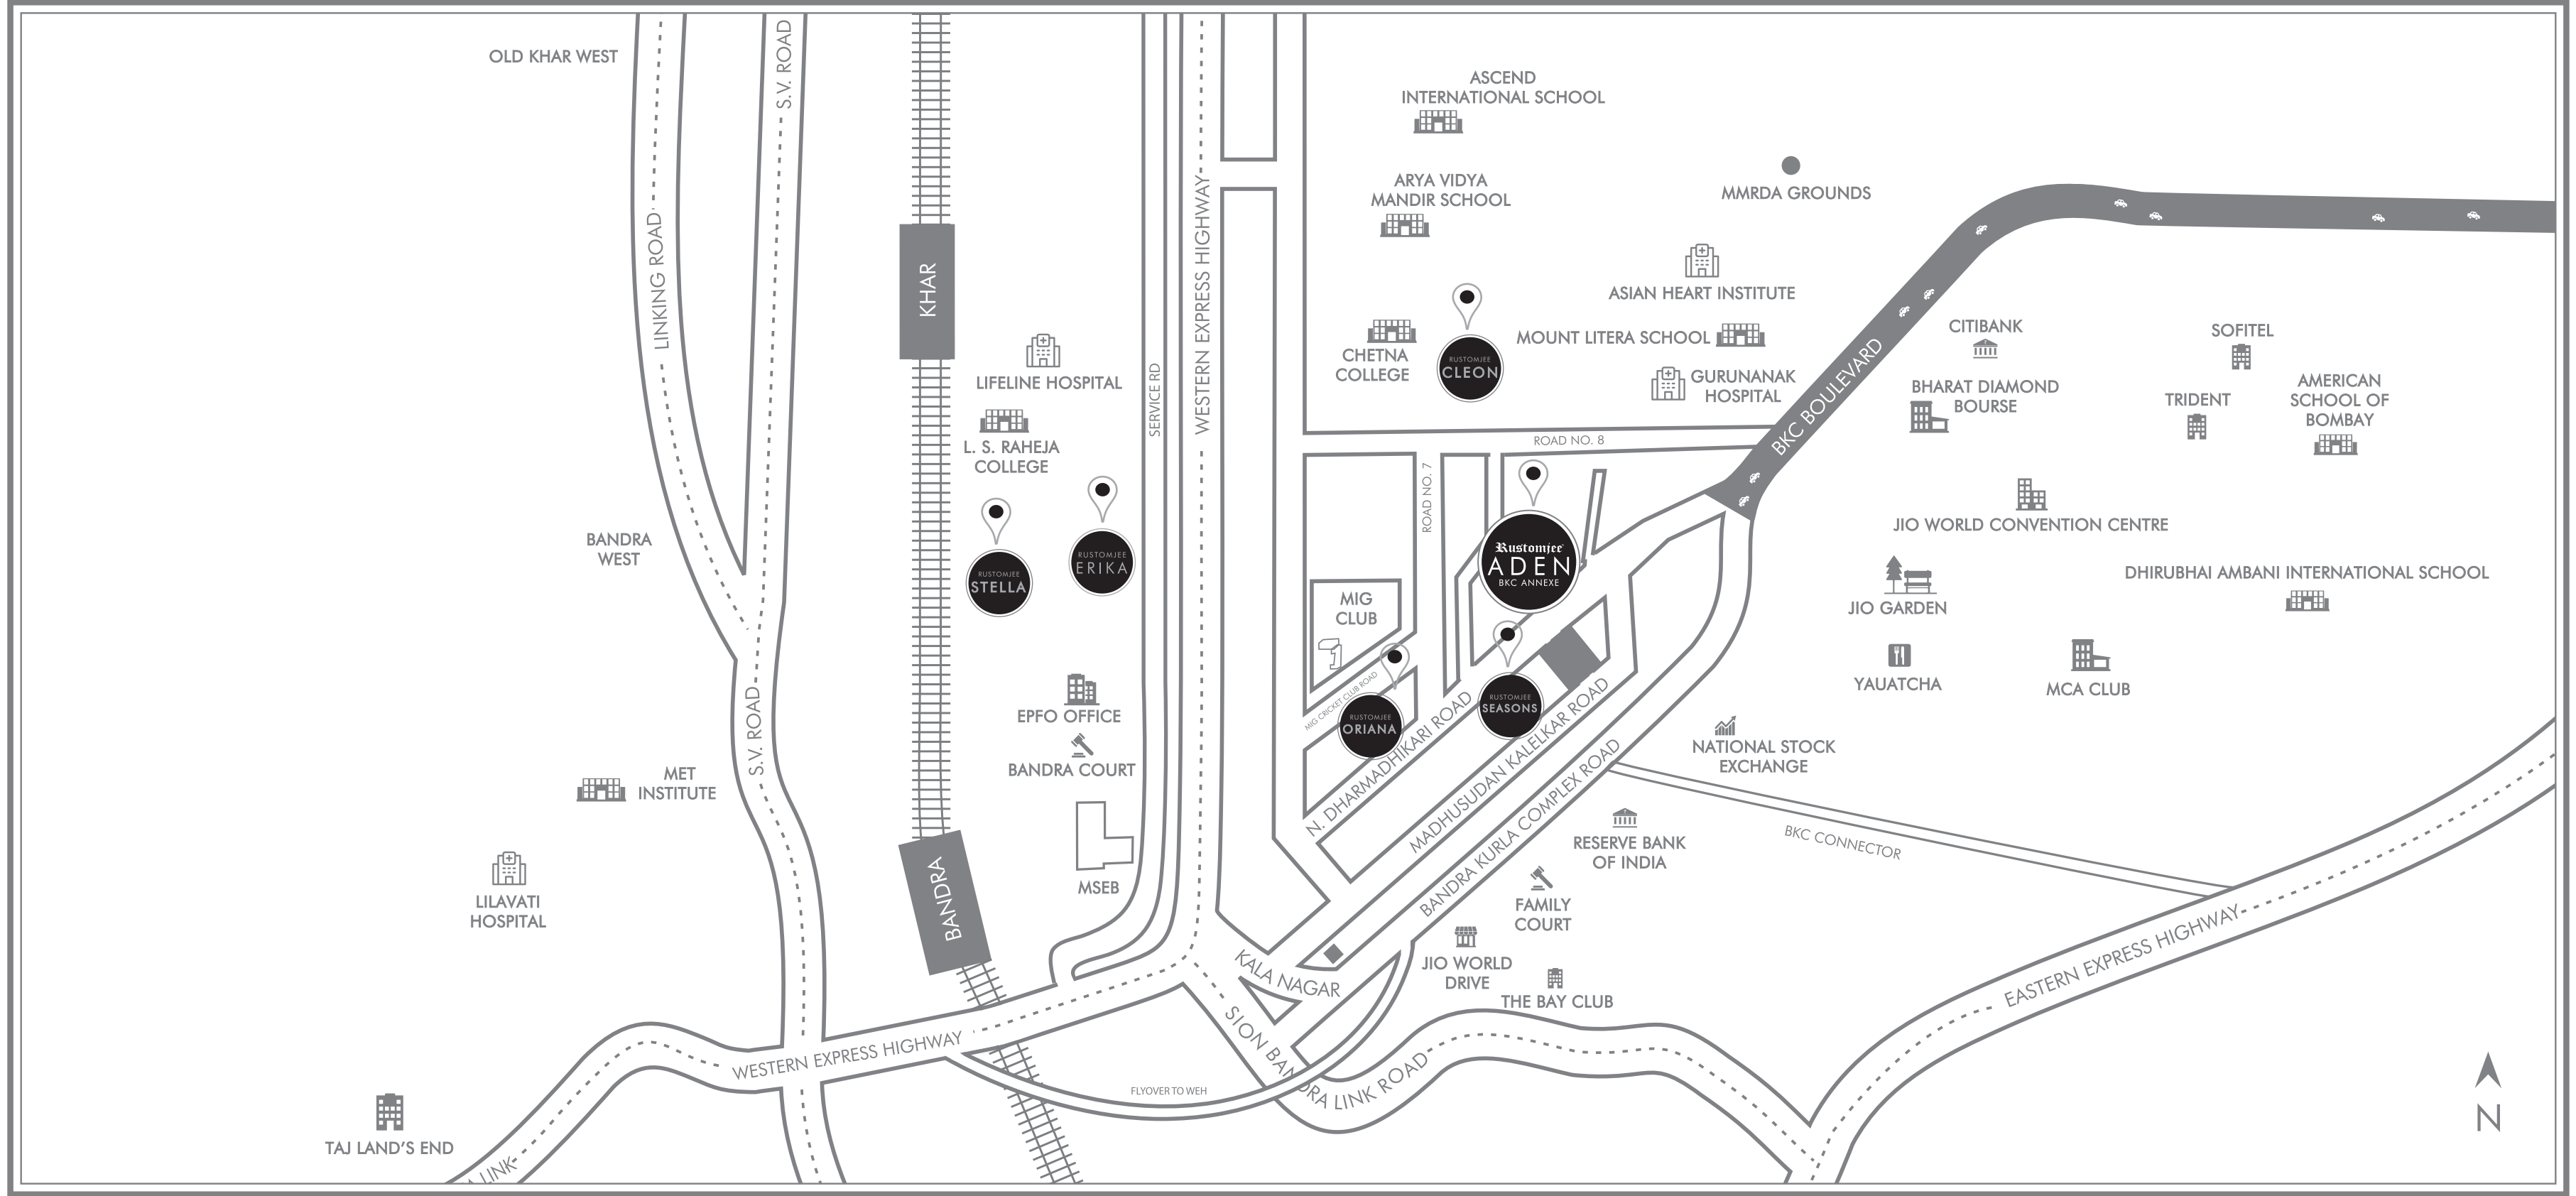 OLD KHAR WEST
S.V. ROAD
LINKING ROAD
KHAR
SERVICE RD
WESTERN EXPRESS HIGHWAY
ASCEND
INTERNATIONAL SCHOOL
ARYA VIDYA
MANDIR SCHOOL
MMRDA GROUNDS
ASIAN HEART INSTITUTE
MOUNT LITERA SCHOOL
CHETNA
COLLEGE
RUSTOMJEE
CLEON
GURUNANAK
HOSPITAL
BKC BOULEVARD
CITIBANK
SOFITEL
BHARAT DIAMOND
BOURSE
TRIDENT
AMERICAN
SCHOOL OF
BOMBAY
LIFELINE HOSPITAL
L. S. RAHEJA
COLLEGE
ROAD NO. 8
ROAD NO. 7
BANDRA
WEST
RUSTOMJEE
STELLA
RUSTOMJEE
ERIKA
Rustomjee
ADEN
BKC ANNEXE
JIO WORLD CONVENTION CENTRE
MIG
CLUB
JIO GARDEN
DHIRUBHAI AMBANI INTERNATIONAL SCHOOL
YAUATCHA
MCA CLUB
S.V. ROAD
EPFO OFFICE
BANDRA COURT
MIG CRICKET CLUB ROAD
RUSTOMJEE
ORIANA
RUSTOMJEE
SEASONS
N. DHARMADHIKARI ROAD
MADHUSUDAN KALELKAR ROAD
BANDRA KURLA COMPLEX ROAD
NATIONAL STOCK
EXCHANGE
MET
INSTITUTE
MSEB
BANDRA
LILAVATI
HOSPITAL
RESERVE BANK
OF INDIA
BKC CONNECTOR
FAMILY
COURT
JIO WORLD
DRIVE
THE BAY CLUB
KALA NAGAR
SION BANDRA LINK ROAD
EASTERN EXPRESS HIGHWAY
WESTERN EXPRESS HIGHWAY
FLYOVER TO WEH
TAJ LAND'S END
LINK
N